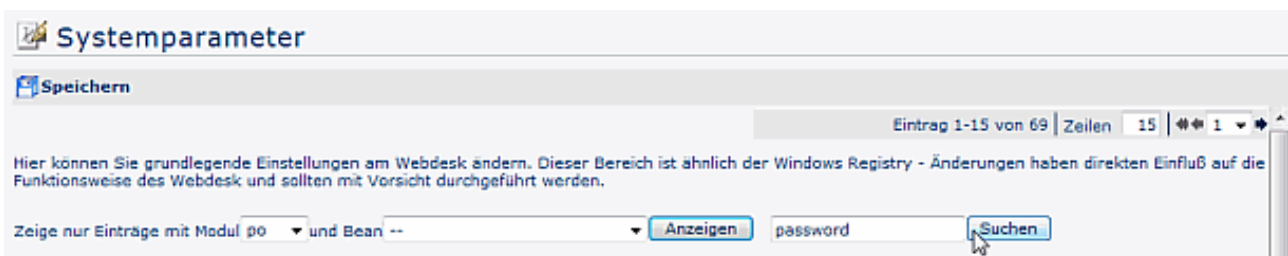 Systemparameter
Speichern
Eintrag 1-15 von 69 Zeilen 15 1
Hier können Sie grundlegende Einstellungen am Webdesk ändern. Dieser Bereich ist ähnlich der Windows Registry - Änderungen haben direkten Einfluß auf die
Funktionsweise des Webdesk und sollten mit Vorsicht durchgeführt werden.
Zeige nur Einträge mit Modul po und Bean -- Anzeigen password Suchen